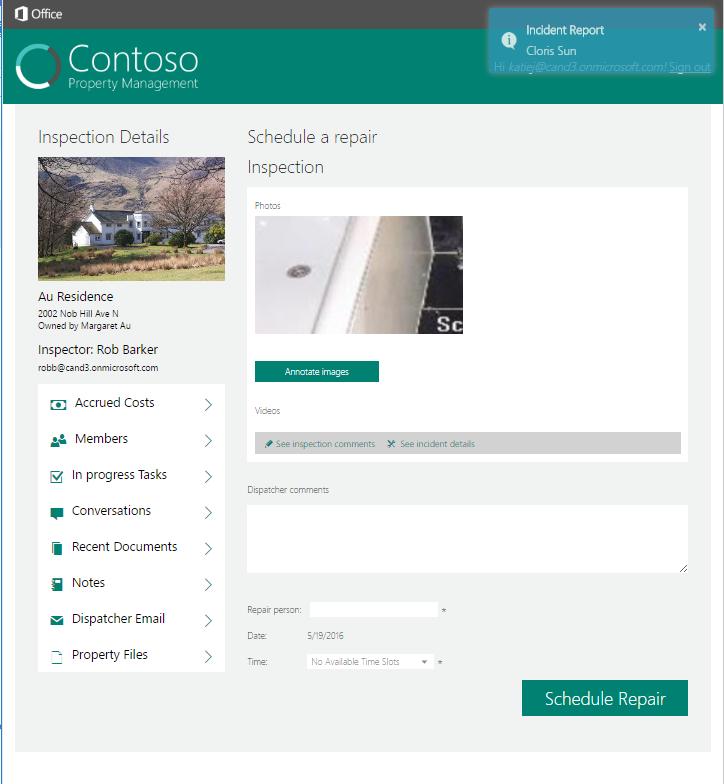 Office
Incident Report
×
Cloris Sun
Hi katiej@cand3.onmicrosoft.com! Sign out
Contoso
Property Management
Inspection Details
Au Residence
2002 Nob Hill Ave N
Owned by Margaret Au
Inspector: Rob Barker
robb@cand3.onmicrosoft.com
Accrued Costs
Members
In progress Tasks
Conversations
Recent Documents
Notes
Dispatcher Email
Property Files
Schedule a repair
Inspection
Photos
Sc
Annotate images
Videos
See inspection comments See incident details
Dispatcher comments
Repair person: *
Date: 5/19/2016
Time: No Available Time Slots *
Schedule Repair